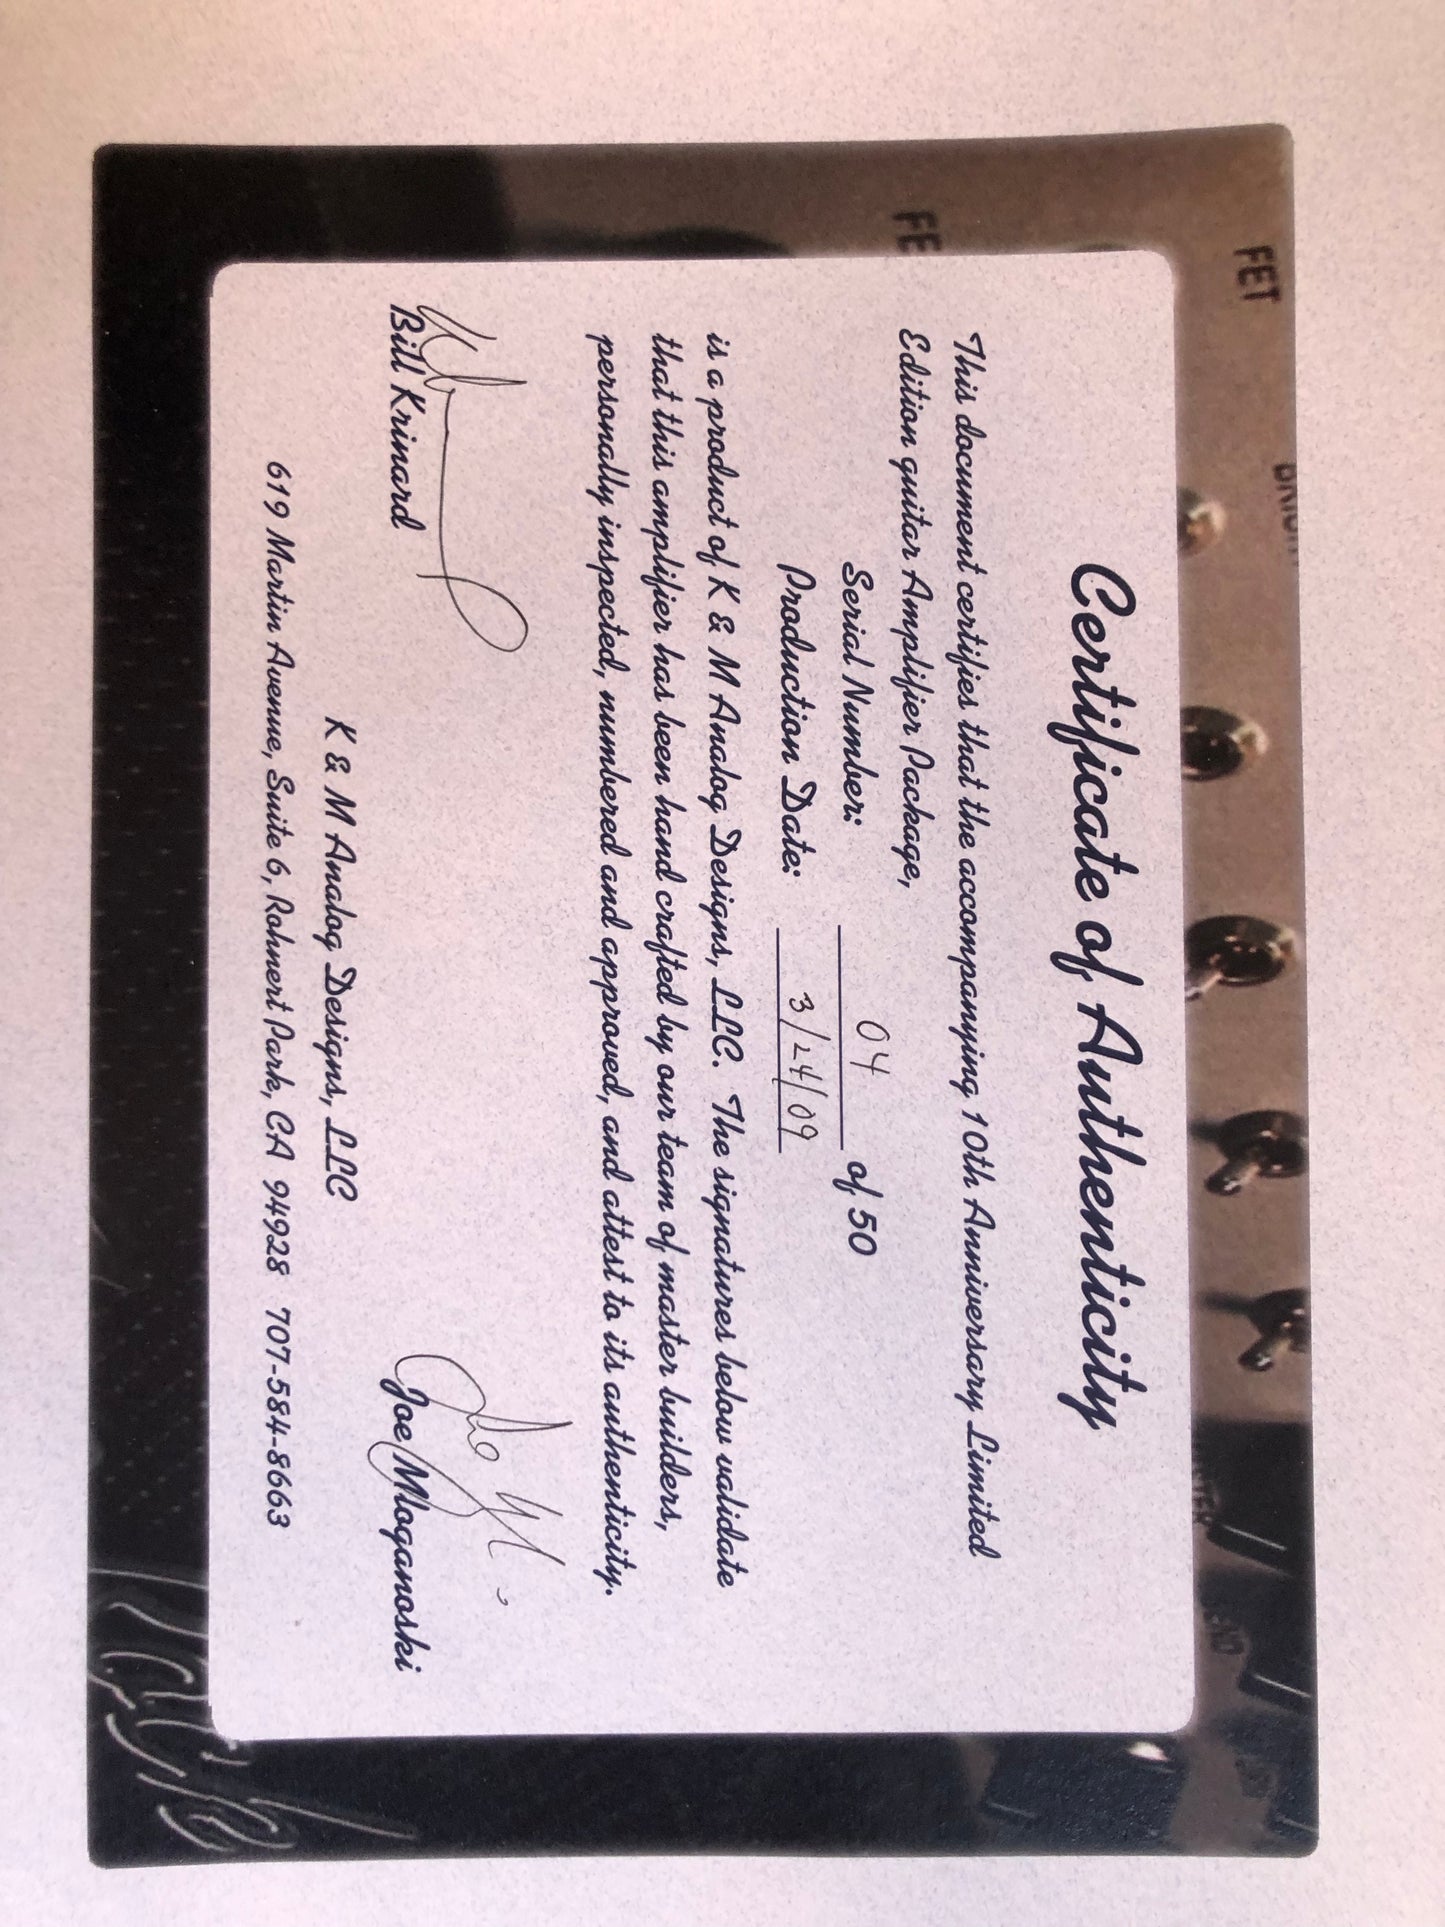 Certificate of Authenticity
This document certifies that the accompanying 10th Anniversary Limited
Edition guitar Amplifier Package,
Serial Number: 04 of 50
Production Date: 3/24/09
is a product of K & M Analog Designs, LLC. The signatures below validate
that this amplifier has been hand crafted by our team of master builders,
personally inspected, numbered and approved, and attest to its authenticity.
Bill Krinard
Joe Mloganoski
K & M Analog Designs, LLC
619 Martin Avenue, Suite 6, Rohnert Park, CA 94928 707-584-8663
FET
FE